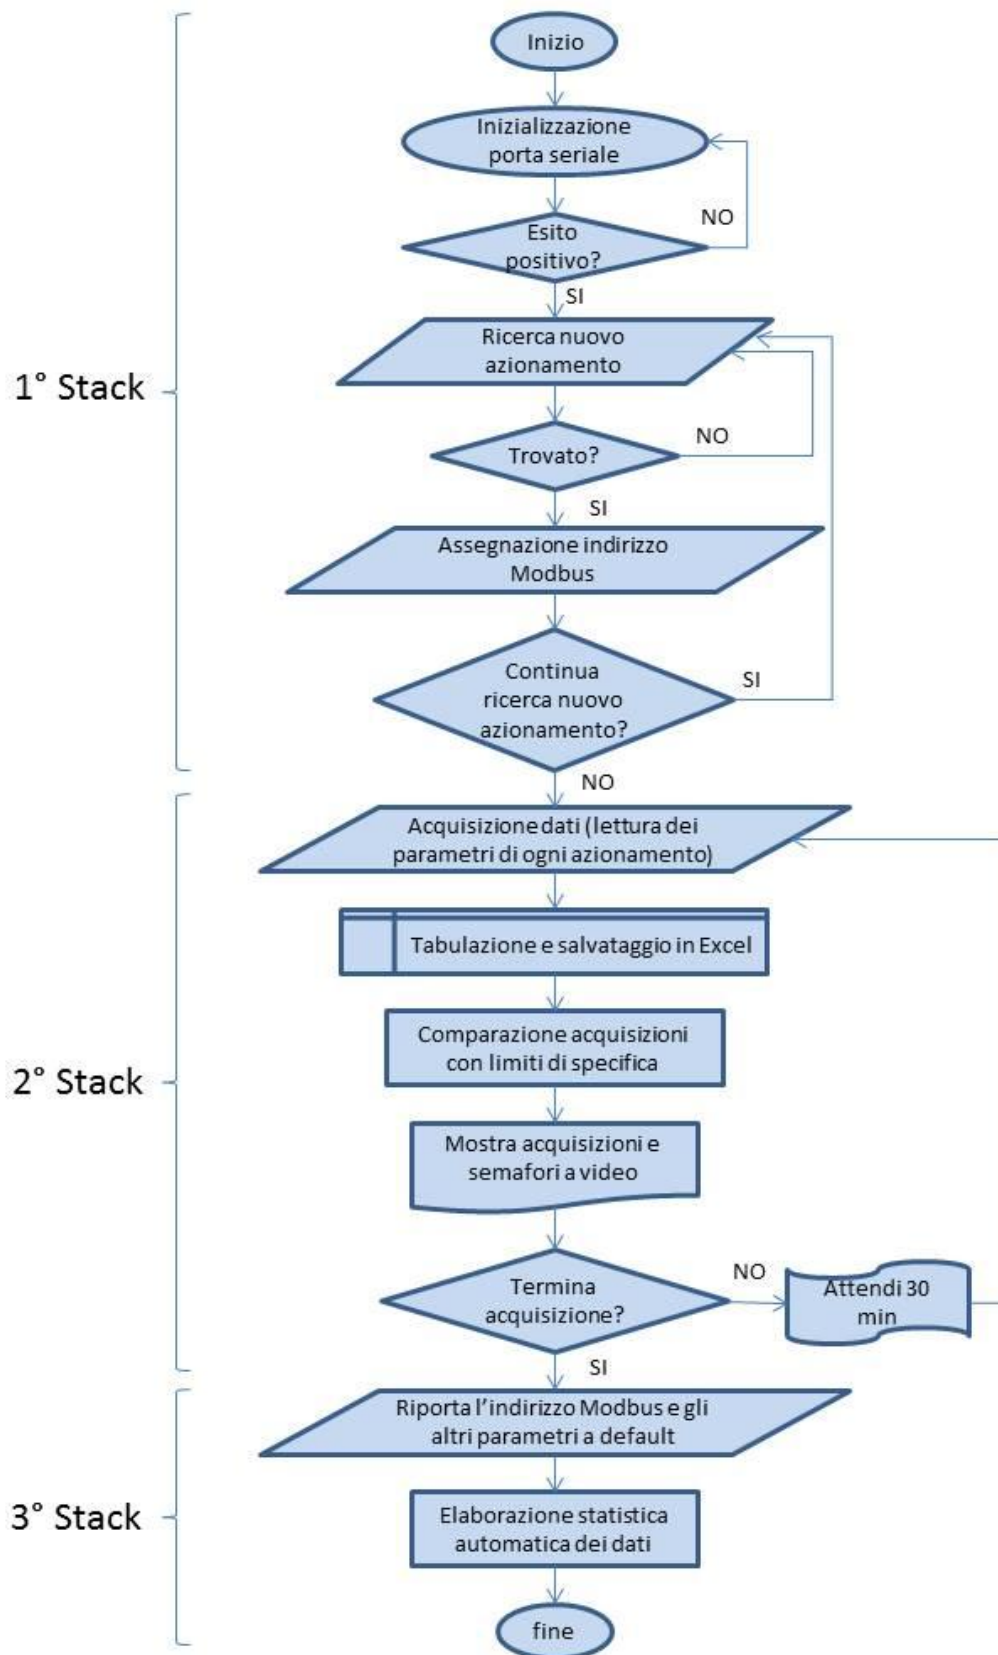 Inizio
Inizializzazione
porta seriale
NO
Esito
positivo?
SI
Ricerca nuovo
azionamento
1° Stack
NO
Trovato?
SI
Assegnazione indirizzo
Modbus
Continua
ricerca nuovo
azionamento?
SI
NO
Acquisizione dati (lettura dei
parametri di ogni azionamento)
Tabulazione e salvataggio in Excel
Comparazione acquisizioni
con limiti di specifica
2° Stack
Mostra acquisizioni e
semafori a video
Termina
acquisizione?
NO
Attendi 30
min
SI
Riporta l'indirizzo Modbus e gli
altri parametri a default
3° Stack
Elaborazione statistica
automatica dei dati
fine